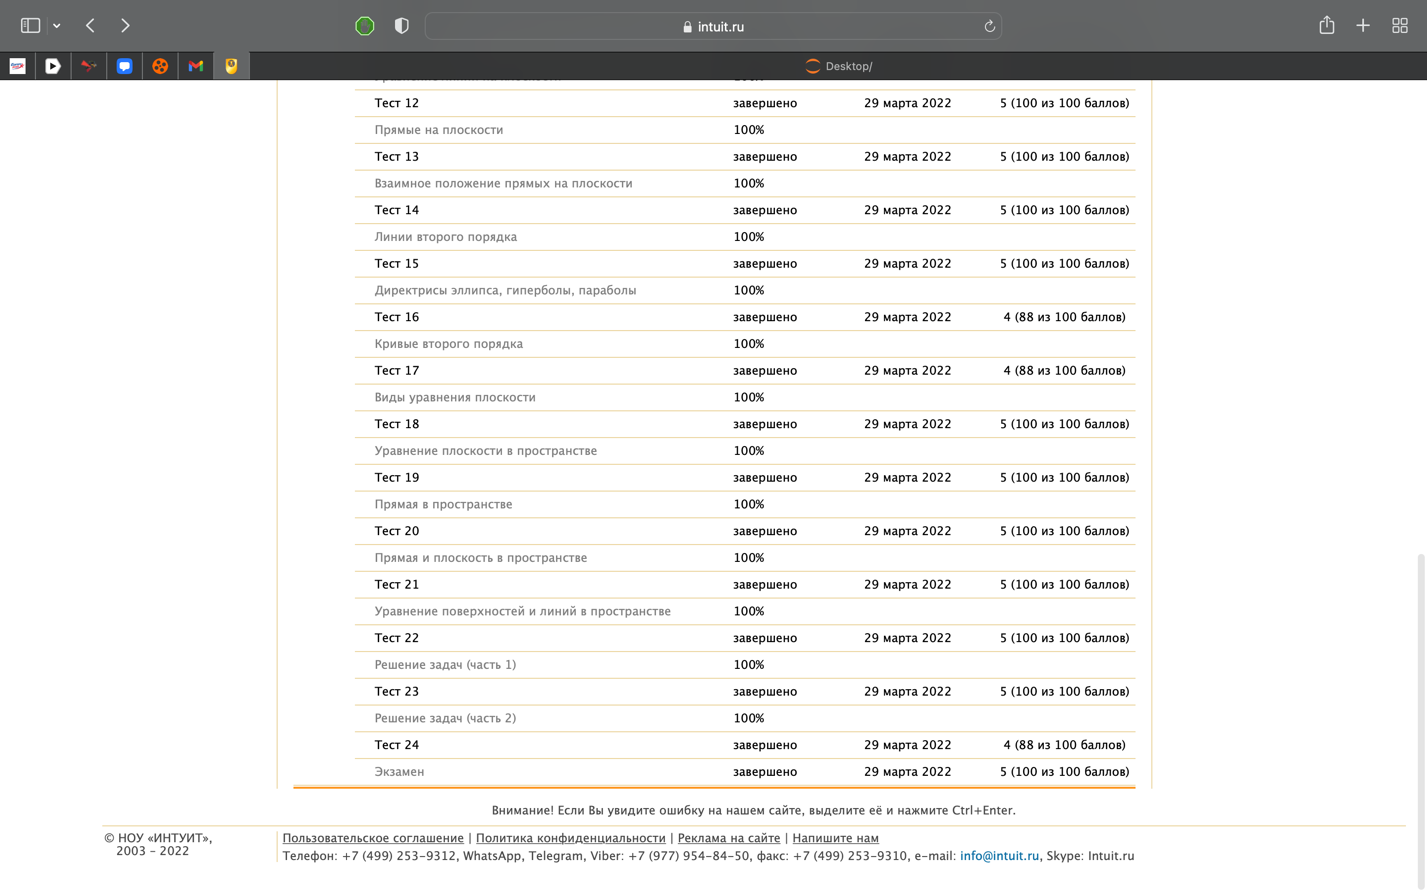 intuit.ru
Desktop/
Тест 12 завершено 29 марта 2022 5 (100 из 100 баллов)
Прямые на плоскости 100%
Тест 13 завершено 29 марта 2022 5 (100 из 100 баллов)
Взаимное положение прямых на плоскости 100%
Тест 14 завершено 29 марта 2022 5 (100 из 100 баллов)
Линии второго порядка 100%
Тест 15 завершено 29 марта 2022 5 (100 из 100 баллов)
Директрисы эллипса, гиперболы, параболы 100%
Тест 16 завершено 29 марта 2022 4 (88 из 100 баллов)
Кривые второго порядка 100%
Тест 17 завершено 29 марта 2022 4 (88 из 100 баллов)
Виды уравнения плоскости 100%
Тест 18 завершено 29 марта 2022 5 (100 из 100 баллов)
Уравнение плоскости в пространстве 100%
Тест 19 завершено 29 марта 2022 5 (100 из 100 баллов)
Прямая в пространстве 100%
Тест 20 завершено 29 марта 2022 5 (100 из 100 баллов)
Прямая и плоскость в пространстве 100%
Тест 21 завершено 29 марта 2022 5 (100 из 100 баллов)
Уравнение поверхностей и линий в пространстве 100%
Тест 22 завершено 29 марта 2022 5 (100 из 100 баллов)
Решение задач (часть 1) 100%
Тест 23 завершено 29 марта 2022 5 (100 из 100 баллов)
Решение задач (часть 2) 100%
Тест 24 завершено 29 марта 2022 4 (88 из 100 баллов)
Экзамен завершено 29 марта 2022 5 (100 из 100 баллов)
Внимание! Если Вы увидите ошибку на нашем сайте, выделите её и нажмите Ctrl+Enter.
© НОУ «ИНТУИТ»,
2003 – 2022
Пользовательское соглашение | Политика конфиденциальности | Реклама на сайте | Напишите нам
Телефон: +7 (499) 253-9312, WhatsApp, Telegram, Viber: +7 (977) 954-84-50, факс: +7 (499) 253-9310, e-mail: info@intuit.ru, Skype: Intuit.ru